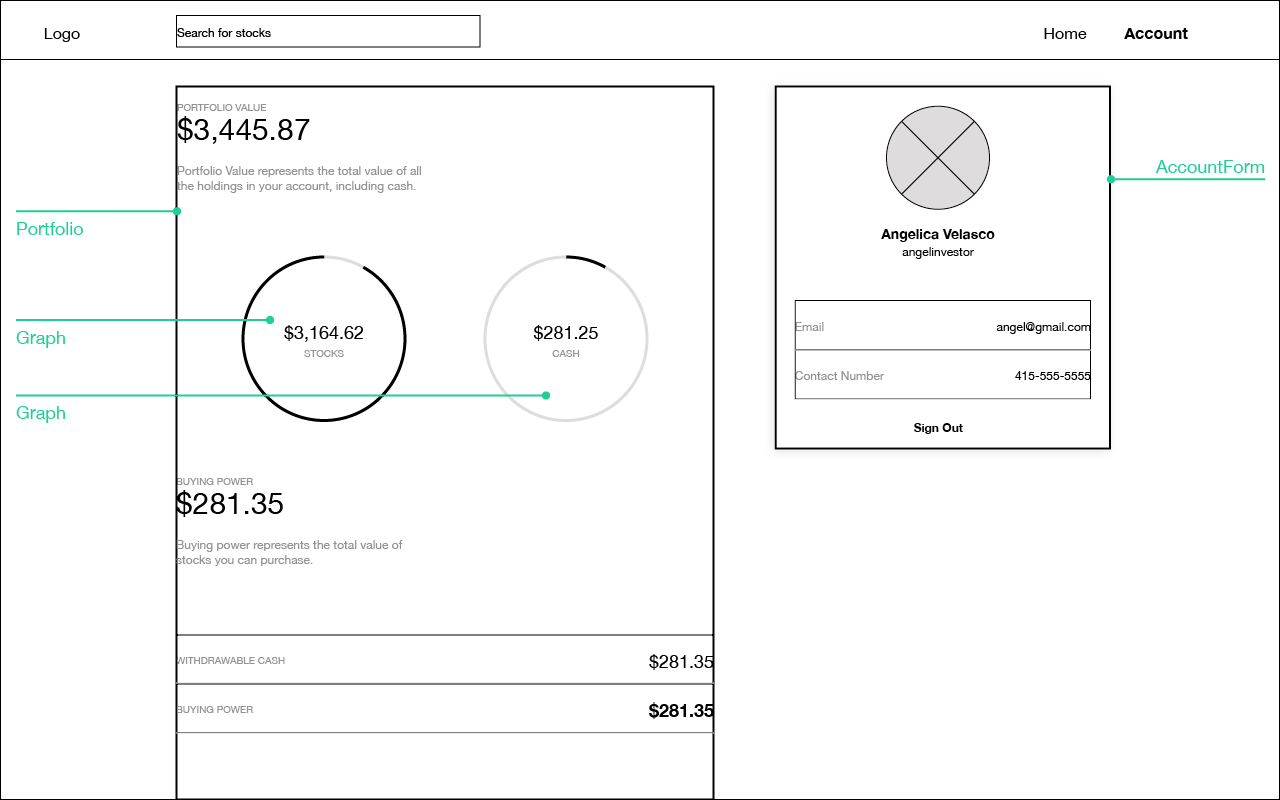 Logo
Search for stocks
Home
Account
PORTFOLIO VALUE
$3,445.87
Portfolio Value represents the total value of all
the holdings in your account, including cash.
Portfolio
Graph
$3,164.62
STOCKS
$281.25
CASH
Graph
BUYING POWER
$281.35
Buying power represents the total value of
stocks you can purchase.
WITHDRAWABLE CASH
$281.35
BUYING POWER
$281.35
AccountForm
Angelica Velasco
angelinvestor
Email
angel@gmail.com
Contact Number
415-555-5555
Sign Out